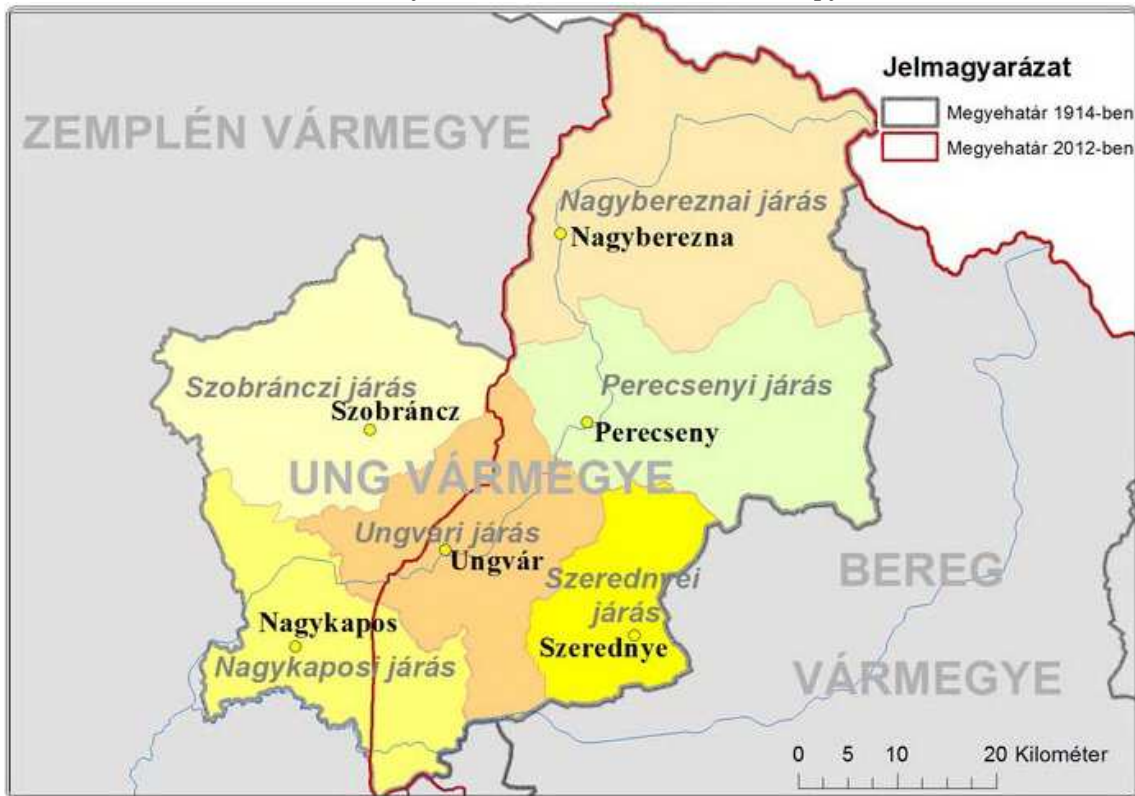 Jelmagyarázat
Megyehatár 1914-ben
Megyehatár 2012-ben
ZEMPLÉN VÁRMEGYE
Nagybereznai járás
Nagyberezna
Szobránczi járás
Szobráncz
Perecsenyi járás
Perecseny
UNG VÁRMEGYE
Ungvári járás
Ungvár
Szerednyei
járás
Szerednye
BEREG
VÁRMEGYE
Nagykapos
Nagykaposi járás
0 5 10 20 Kilométer